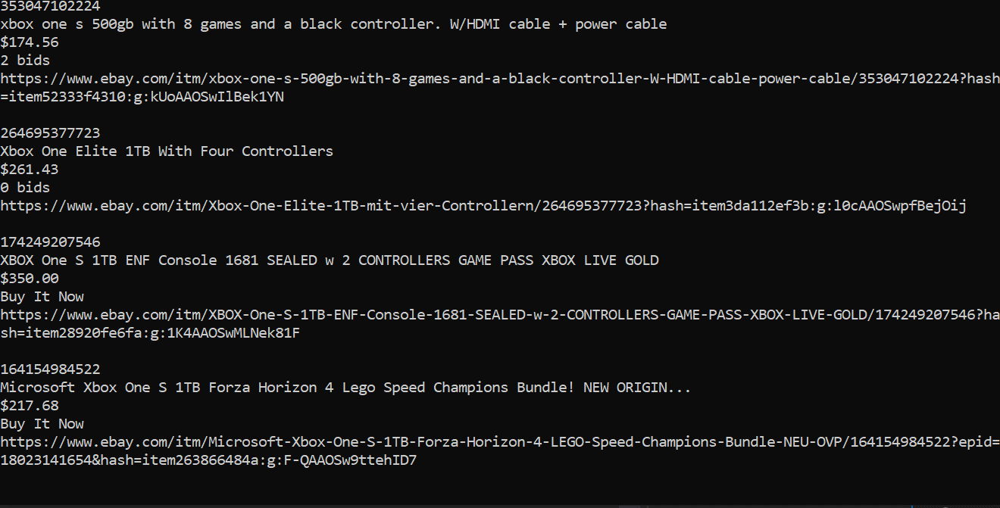 353047102224
xbox one s 500gb with 8 games and a black controller. W/HDMI cable + power cable
$174.56
2 bids
https://www.ebay.com/itm/xbox-one-s-500gb-with-8-games-and-a-black-controller-W-HDMI-cable-power-cable/353047102224?hash
=item52333f4310:g:kUoAAOSwIlBek1YN
264695377723
Xbox One Elite 1TB With Four Controllers
$261.43
0 bids
https://www.ebay.com/itm/Xbox-One-Elite-1TB-mit-vier-Controllern/264695377723?hash=item3da112ef3b:g:l0cAAOSwpfBejOij
174249207546
XBOX One S 1TB ENF Console 1681 SEALED w 2 CONTROLLERS GAME PASS XBOX LIVE GOLD
$350.00
Buy It Now
https://www.ebay.com/itm/XBOX-One-S-1TB-ENF-Console-1681-SEALED-w-2-CONTROLLERS-GAME-PASS-XBOX-LIVE-GOLD/174249207546?ha
sh=item28920fe6fa:g:1K4AAOSwMLNek81F
164154984522
Microsoft Xbox One S 1TB Forza Horizon 4 Lego Speed Champions Bundle! NEW ORIGIN...
$217.68
Buy It Now
https://www.ebay.com/itm/Microsoft-Xbox-One-S-1TB-Forza-Horizon-4-LEGO-Speed-Champions-Bundle-NEU-OVP/164154984522?epid=
18023141654&hash=item263866484a:g:F-QAAOSw9ttehID7